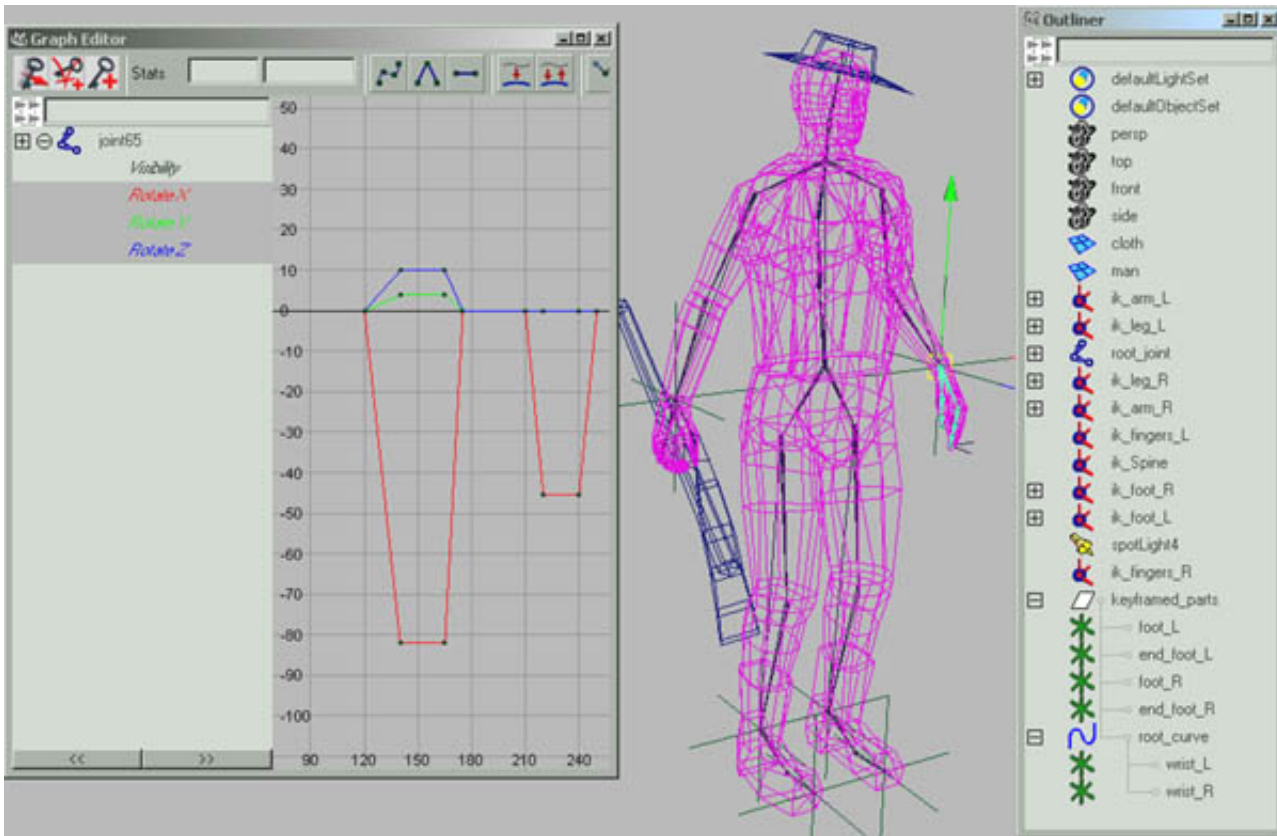 Graph Editor
Stats
joint65
Visibility
Rotate X
Rotate Y
Rotate Z
50
40
30
20
10
0
-10
-20
-30
-40
-50
-60
-70
-80
-90
-100
90 120 150 180 210 240
<< >>
Outliner
defaultLightSet
defaultObjectSet
persp
top
front
side
cloth
man
ik_arm_L
ik_leg_L
root_joint
ik_leg_R
ik_arm_R
ik_fingers_L
ik_Spine
ik_foot_R
ik_foot_L
spotLight4
ik_fingers_R
keyframed_parts
foot_L
end_foot_L
foot_R
end_foot_R
root_curve
wrist_L
wrist_R